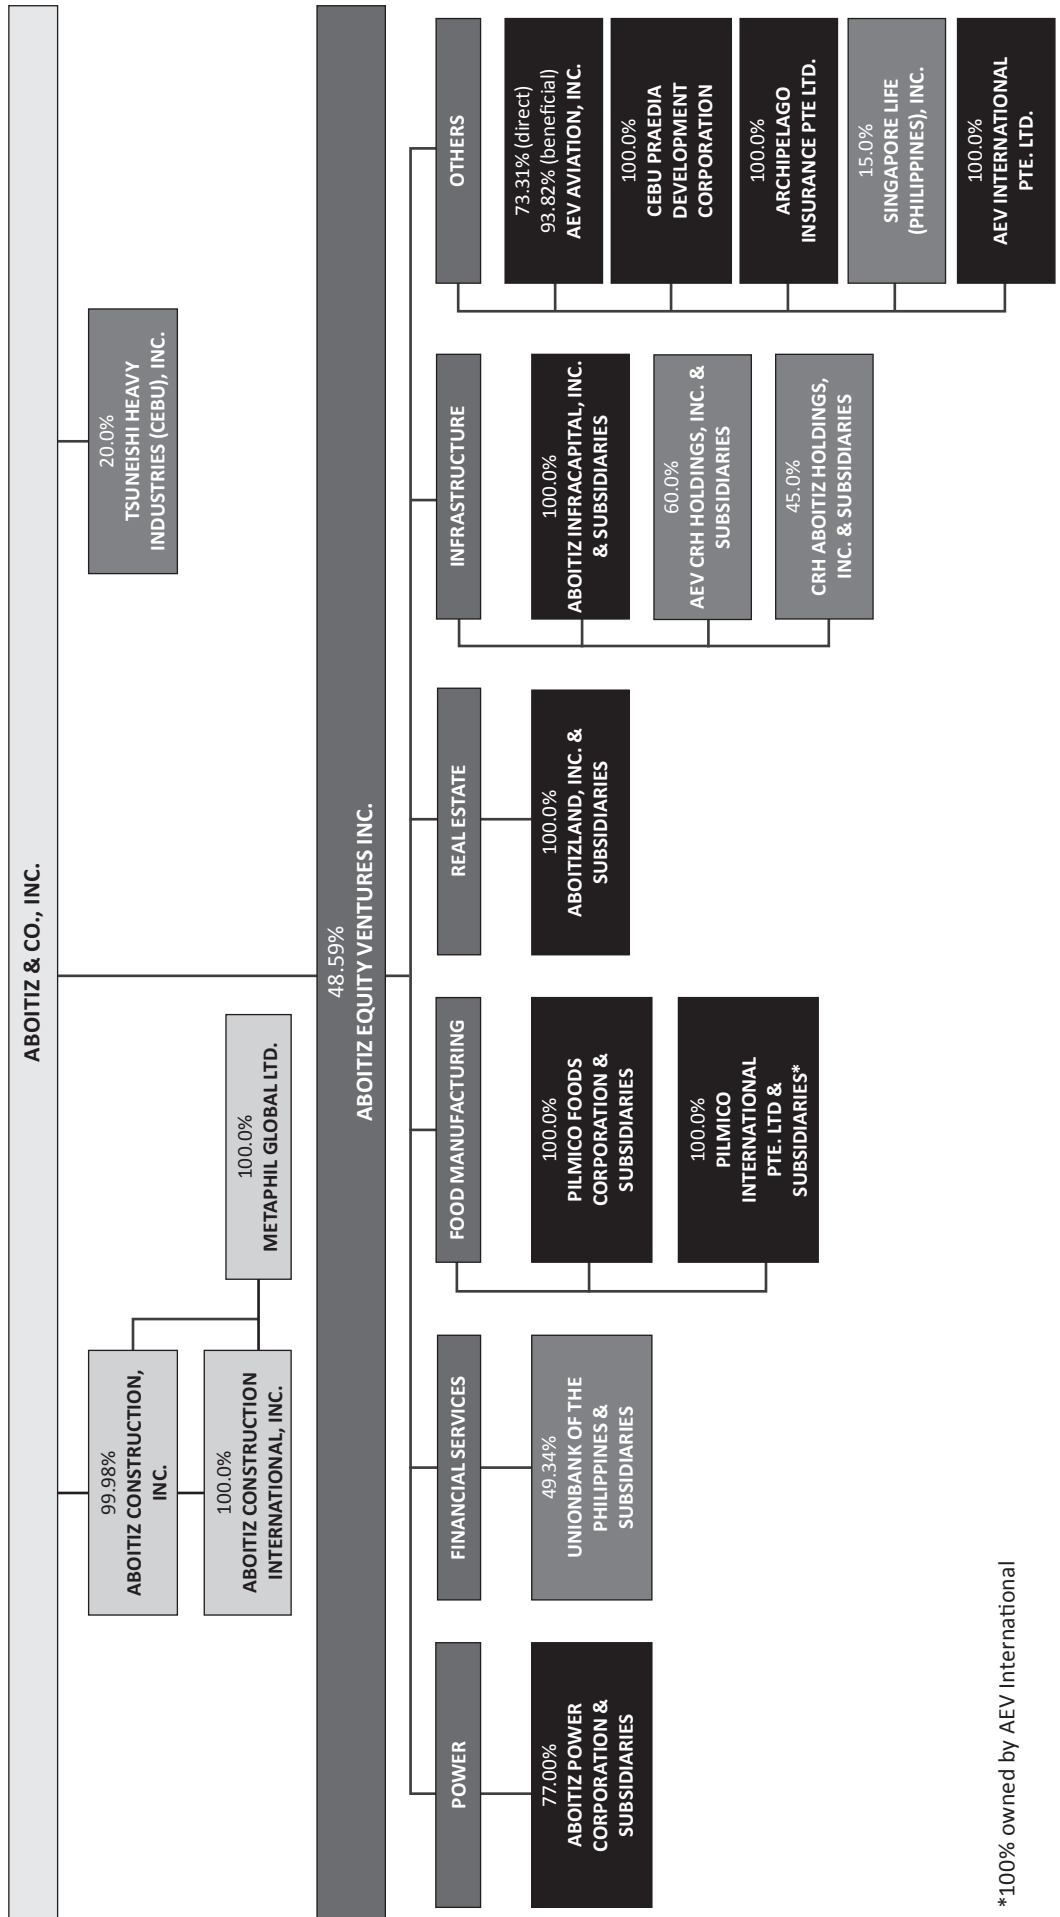 ABOITIZ & CO., INC.
99.98%
ABOITIZ CONSTRUCTION,
INC.
100.0%
ABOITIZ CONSTRUCTION
INTERNATIONAL, INC.
100.0%
METAPHIL GLOBAL LTD.
20.0%
TSUNEISHI HEAVY
INDUSTRIES (CEBU), INC.
48.59%
ABOITIZ EQUITY VENTURES INC.
POWER
77.00%
ABOITIZ POWER
CORPORATION &
SUBSIDIARIES
FINANCIAL SERVICES
49.34%
UNIONBANK OF THE
PHILIPPINES &
SUBSIDIARIES
FOOD MANUFACTURING
100.0%
PILMICO FOODS
CORPORATION &
SUBSIDIARIES
100.0%
PILMICO
INTERNATIONAL
PTE. LTD &
SUBSIDIARIES*
REAL ESTATE
100.0%
ABOITIZLAND, INC. &
SUBSIDIARIES
INFRASTRUCTURE
100.0%
ABOITIZ INFRACAPITAL, INC.
& SUBSIDIARIES
60.0%
AEV CRH HOLDINGS, INC. &
SUBSIDIARIES
45.0%
CRH ABOITIZ HOLDINGS,
INC. & SUBSIDIARIES
OTHERS
73.31% (direct)
93.82% (beneficial)
AEV AVIATION, INC.
100.0%
CEBU PRAEDIA
DEVELOPMENT
CORPORATION
100.0%
ARCHIPELAGO
INSURANCE PTE LTD.
15.0%
SINGAPORE LIFE
(PHILIPPINES), INC.
100.0%
AEV INTERNATIONAL
PTE. LTD.
*100% owned by AEV International